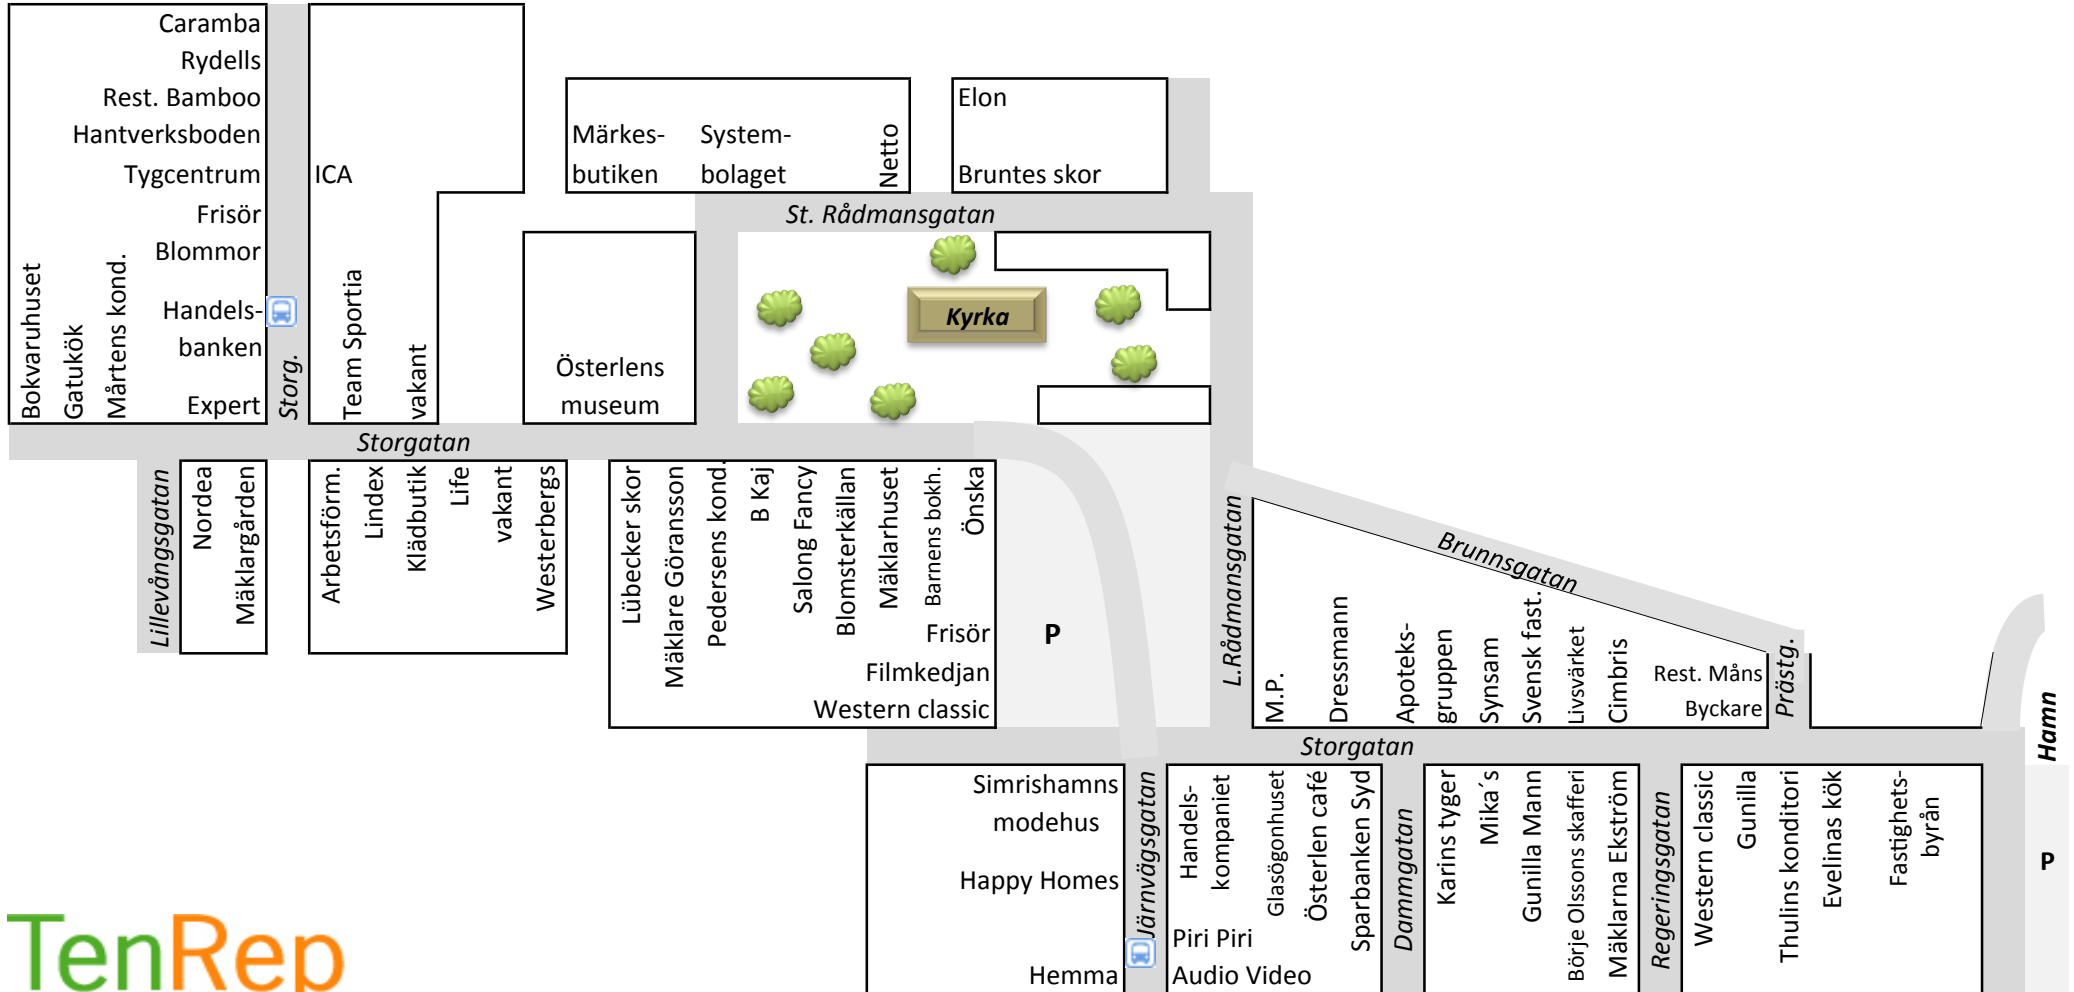 Caramba
Rydells
Rest. Bamboo
Hantverksboden
Tygcentrum
Frisör
Blommor
Handels-
banken
Expert
Bokvaruhuset
Gatukök
Mårtens kond.
Storg.
ICA
Team Sportia
vakant
Märkes-
butiken
System-
bolaget
Netto
Elon
Bruntes skor
St. Rådmansgatan
Österlens
museum
Kyrka
Storgatan
Lillevångsgatan
Nordea
Mäklargården
Arbetsförm.
Lindex
Klädbutik
Life
vakant
Westerbergs
Lübecker skor
Mäklare Göransson
Pedersens kond.
B Kaj
Salong Fancy
Blomsterkällan
Mäklarhuset
Barnens bokh.
Önska
Frisör
Filmkedjan
Western classic
P
L.Rådmansgatan
Brunnsgatan
M.P.
Dressmann
Apoteks-
gruppen
Synsam
Svensk fast.
Livsvärket
Cimbris
Rest. Måns
Byckare
Prästg.
Hamn
Storgatan
Simrishamns
modehus
Happy Homes
Hemma
Järnvägsgatan
Handels-
kompaniet
Glasögonhuset
Österlen café
Sparbanken Syd
Piri Piri
Audio Video
Dammgatan
Karins tyger
Mika´s
Gunilla Mann
Börje Olssons skafferi
Mäklarna Ekström
Regeringsgatan
Western classic
Gunilla
Thulins konditori
Evelinas kök
Fastighets-
byrån
P
TenRep